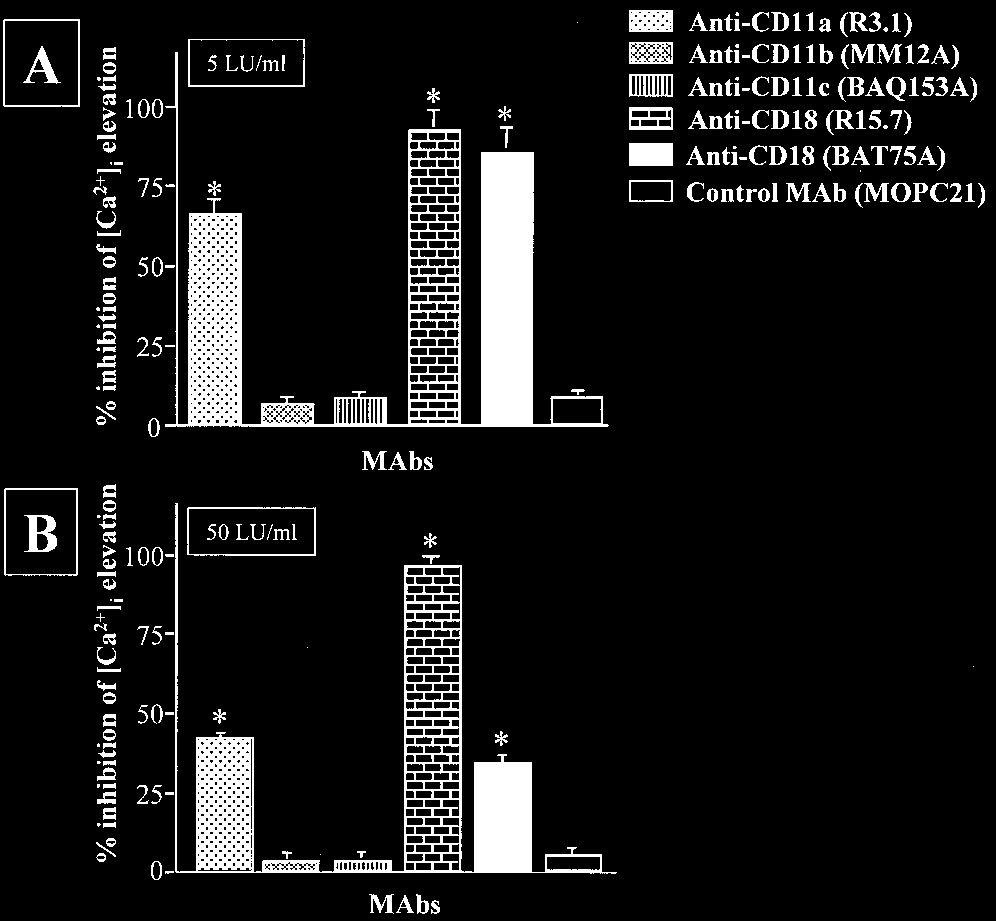 A
5 LU/ml
% inhibition of [Ca²⁺]ᵢ elevation
100
75
50
25
0
MAbs
Anti-CD11a (R3.1)
Anti-CD11b (MM12A)
Anti-CD11c (BAQ153A)
Anti-CD18 (R15.7)
Anti-CD18 (BAT75A)
Control MAb (MOPC21)
* * *
B
50 LU/ml
% inhibition of [Ca²⁺]ᵢ elevation
100
75
50
25
0
* * *
MAbs